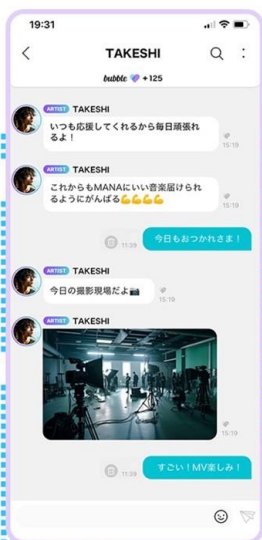 19:31
TAKESHI
bubble 💜 +125
ARTIST TAKESHI
いつも応援してくれるから毎日頑張れ
るよ！
15:19
ARTIST TAKESHI
これからもMANAにいい音楽届けられ
るようにがんばる💪💪💪💪
15:19
11:39 今日もおつかれさま！
ARTIST TAKESHI
今日の撮影現場だよ📷
15:19
ARTIST TAKESHI
15:19
11:39 すごい！MV楽しみ！